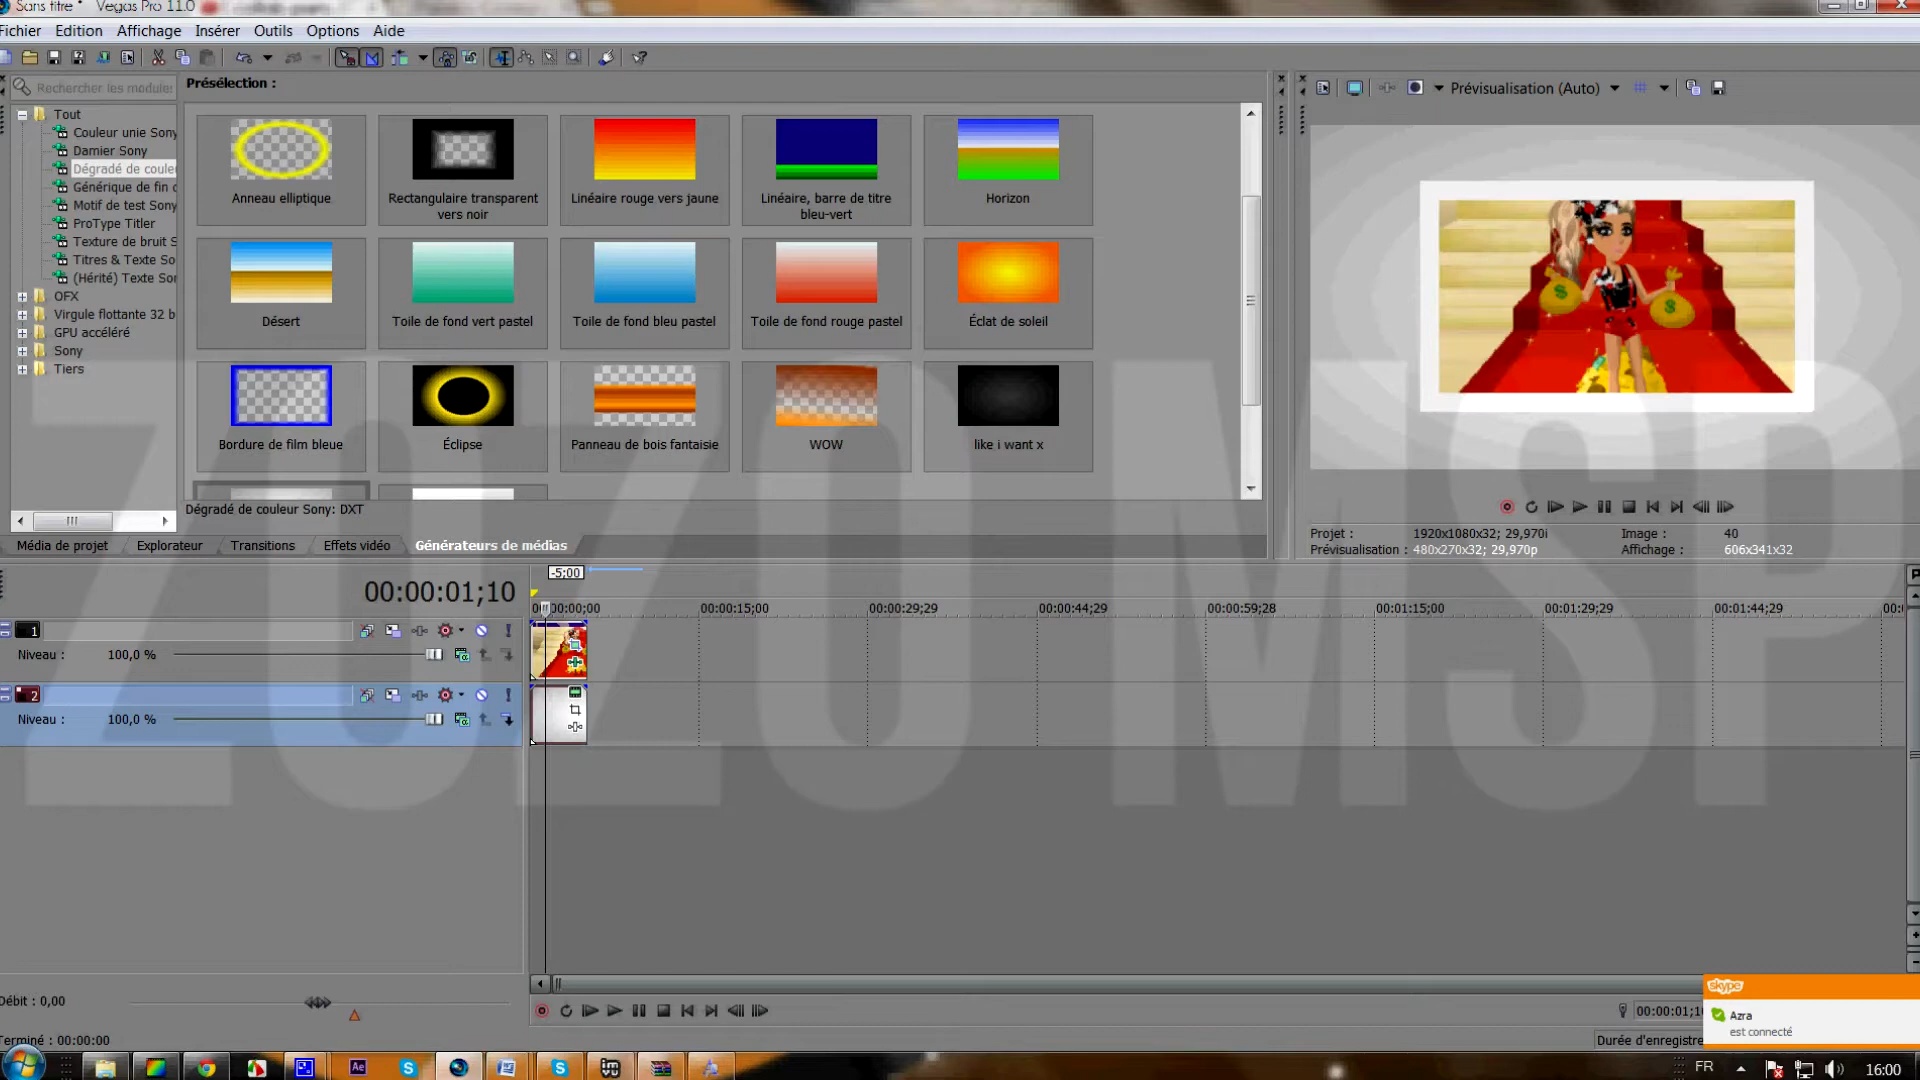 Sans titre * Vegas Pro 11.0
Fichier Edition Affichage Insérer Outils Options Aide
Rechercher les modules
Présélection :
Prévisualisation (Auto)
Tout
Couleur unie Sony
Damier Sony
Dégradé de coule
Générique de fin
Motif de test Sony
ProType Titler
Texture de bruit S
Titres & Texte So
(Hérité) Texte Son
OFX
Virgule flottante 32 b
GPU accéléré
Sony
Tiers
Anneau elliptique
Rectangulaire transparent vers noir
Linéaire rouge vers jaune
Linéaire, barre de titre bleu-vert
Horizon
Désert
Toile de fond vert pastel
Toile de fond bleu pastel
Toile de fond rouge pastel
Éclat de soleil
Bordure de film bleue
Éclipse
Panneau de bois fantaisie
WOW
like i want x
Dégradé de couleur Sony: DXT
$ $
Média de projet Explorateur Transitions Effets vidéo Générateurs de médias
Projet : 1920x1080x32; 29,970i Image : 40
Prévisualisation : 480x270x32; 29,970p Affichage : 606x341x32
ZOZO MSP
-5;00
00:00:01;10
00:00:15;00 00:00:29;29 00:00:44;29 00:00:59;28 00:01:15;00 00:01:29;29 00:01:44;29
1
Niveau : 100,0 %
2
Niveau : 100,0 %
Débit : 0,00
Terminé : 00:00:00
00:00:01;10
Durée d'enregistre
skype
Azra
est connecté
Ae
FR
16:00